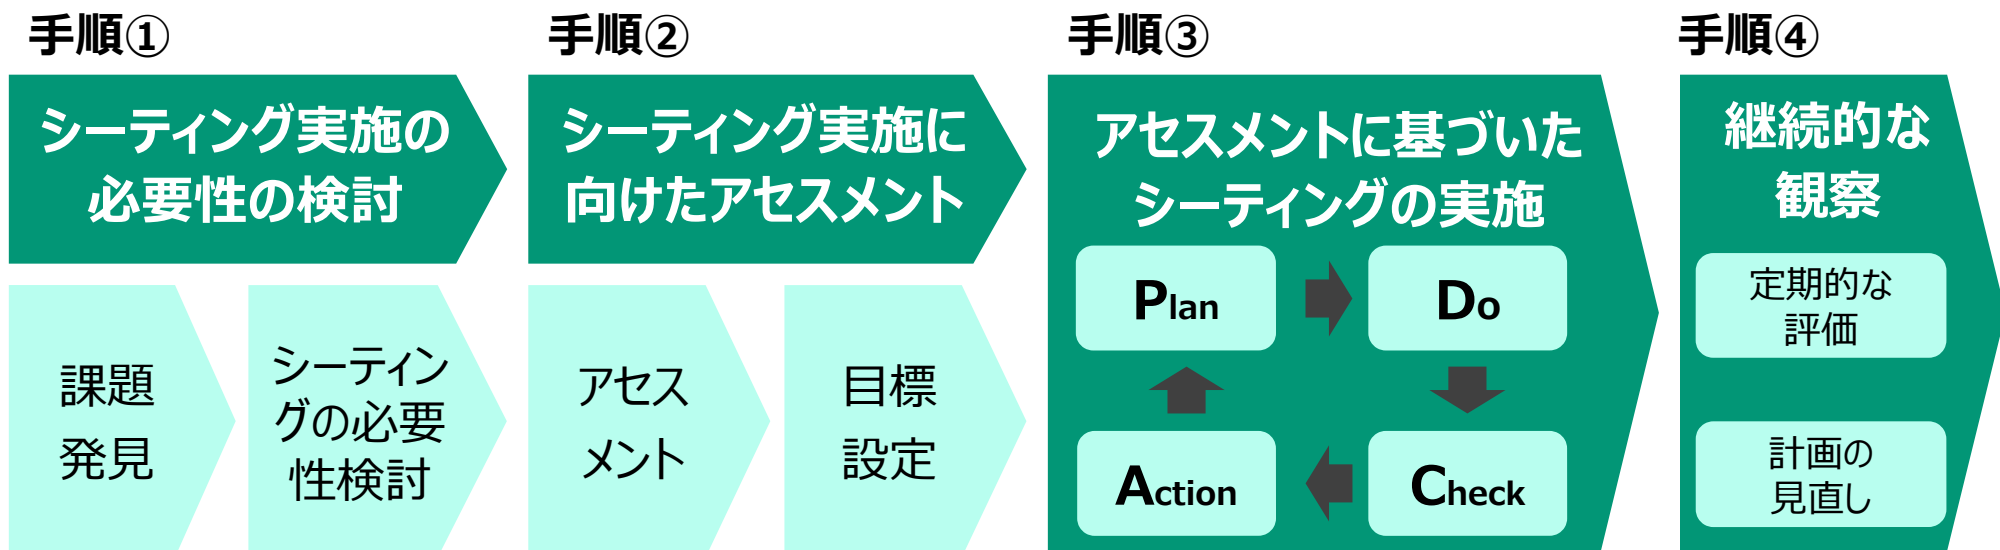 手順①
シーティング実施の
必要性の検討
課題
発見
シーティン
グの必要
性検討
手順②
シーティング実施に
向けたアセスメント
アセス
メント
目標
設定
手順③
アセスメントに基づいた
シーティングの実施
Plan
Do
Action
Check
手順④
継続的な
観察
定期的な
評価
計画の
見直し